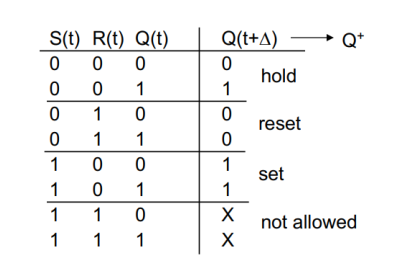 S(t) R(t) Q(t) Q(t+Δ) Q⁺
0 0 0 0
hold
0 0 1 1
0 1 0 0
reset
0 1 1 0
1 0 0 1
set
1 0 1 1
1 1 0 X
not allowed
1 1 1 X